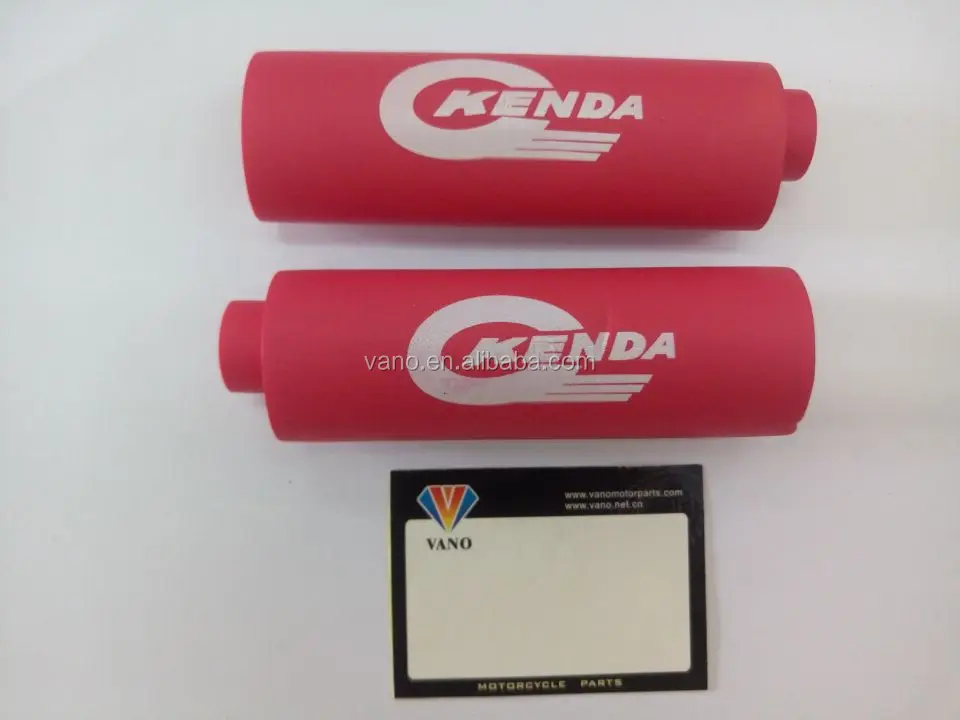 KENDA
KENDA
vano.en.alibaba.com
www.vanomotorparts.com
www.vano.net.cn
VANO
MOTORCYCLE PARTS